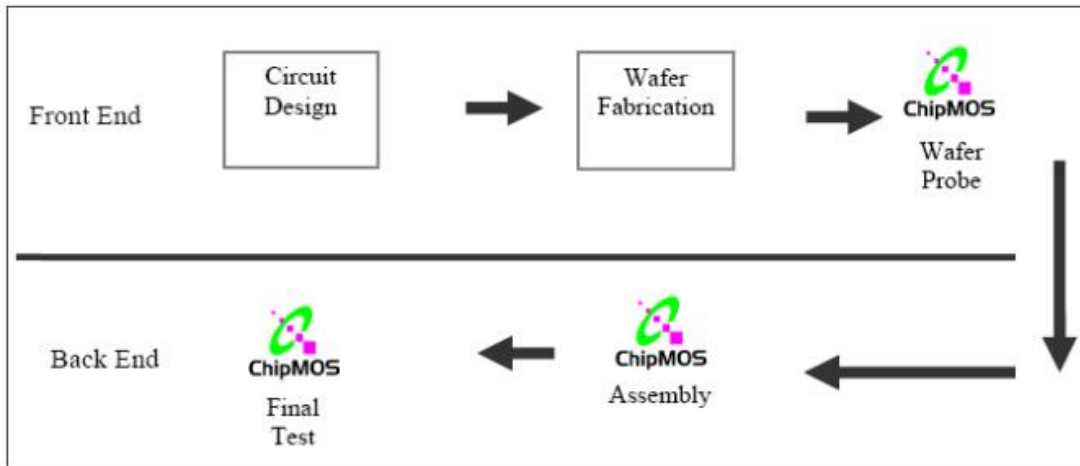 Front End
Circuit
Design
Wafer
Fabrication
ChipMOS
Wafer
Probe
Back End
ChipMOS
Final
Test
ChipMOS
Assembly